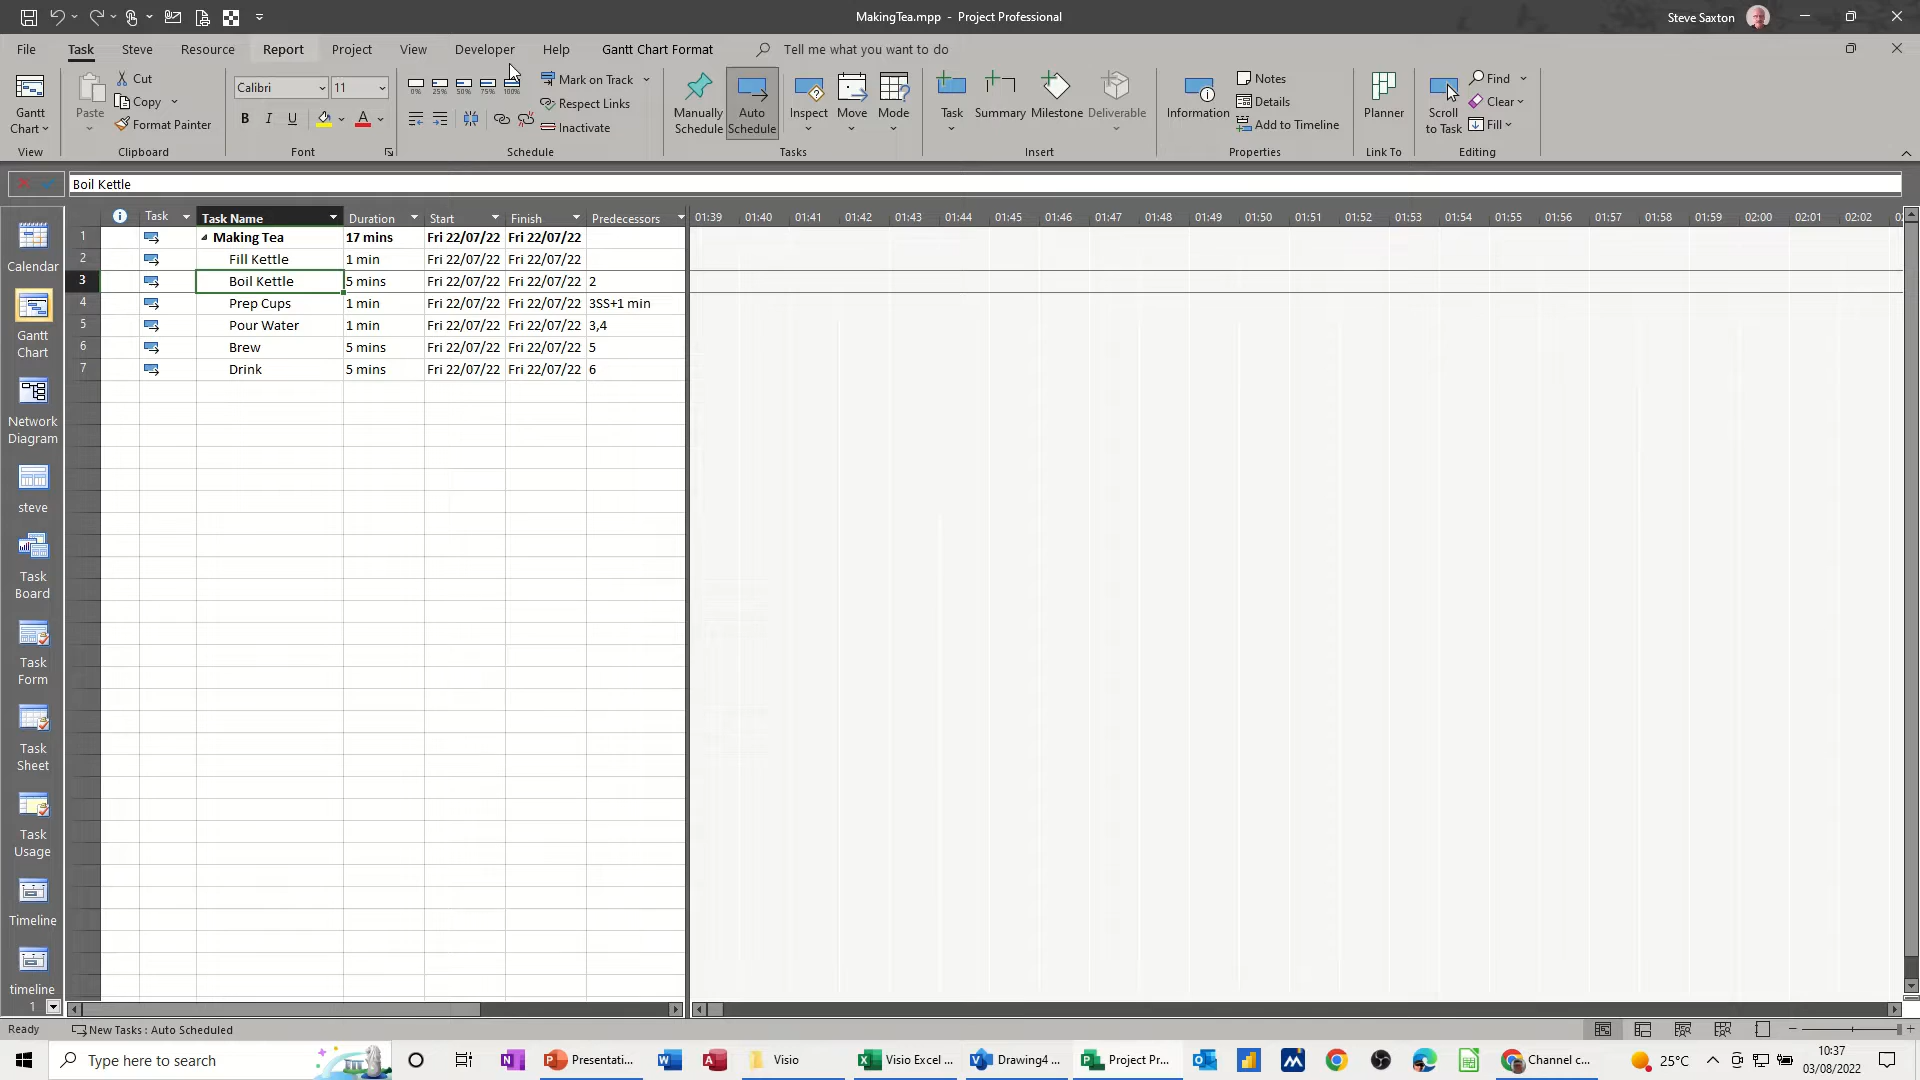 MakingTea.mpp - Project Professional
Steve Saxton
File Task Steve Resource Report Project View Developer Help Gantt Chart Format Tell me what you want to do
Gantt Chart
View
Paste
Cut
Copy
Format Painter
Clipboard
Calibri 11
B I U A
Font
0% 25% 50% 75% 100%
Mark on Track
Respect Links
Inactivate
Schedule
Manually Schedule
Auto Schedule
Inspect
Move
Mode
Tasks
Task
Summary
Milestone
Deliverable
Insert
Information
Notes
Details
Add to Timeline
Properties
Planner
Link To
Scroll to Task
Find
Clear
Fill
Editing
Boil Kettle
Task Task Name Duration Start Finish Predecessors
01:39 01:40 01:41 01:42 01:43 01:44 01:45 01:46 01:47 01:48 01:49 01:50 01:51 01:52 01:53 01:54 01:55 01:56 01:57 01:58 01:59 02:00 02:01 02:02
1 Making Tea 17 mins Fri 22/07/22 Fri 22/07/22
2 Fill Kettle 1 min Fri 22/07/22 Fri 22/07/22
3 Boil Kettle 5 mins Fri 22/07/22 Fri 22/07/22 2
4 Prep Cups 1 min Fri 22/07/22 Fri 22/07/22 3SS+1 min
5 Pour Water 1 min Fri 22/07/22 Fri 22/07/22 3,4
6 Brew 5 mins Fri 22/07/22 Fri 22/07/22 5
7 Drink 5 mins Fri 22/07/22 Fri 22/07/22 6
Calendar
Gantt
Chart
Network
Diagram
steve
Task
Board
Task
Form
Task
Sheet
Task
Usage
Timeline
timeline
1
Ready New Tasks : Auto Scheduled
Type here to search
Presentati...
Visio
Visio Excel ...
Drawing4 ...
Project Pr...
Channel c...
25°C
10:37
03/08/2022